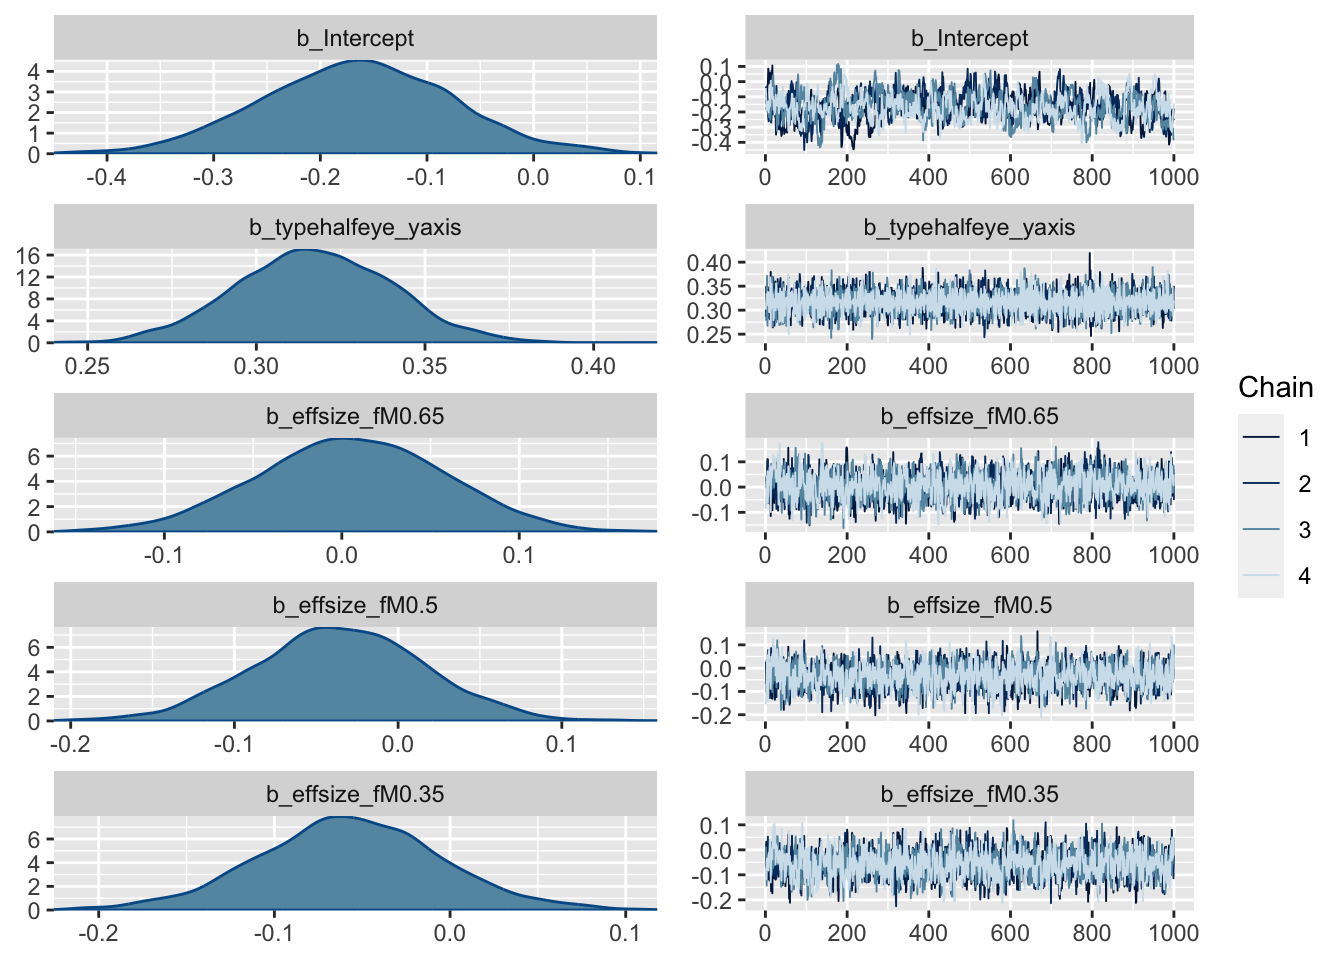 b_Intercept
b_Intercept
4
3
2
1
0
-0.4 -0.3 -0.2 -0.1 0.0 0.1
0.1
0.0
-0.1
-0.2
-0.3
-0.4
0 200 400 600 800 1000
b_typehalfeye_yaxis
b_typehalfeye_yaxis
16
12
8
4
0
0.25 0.30 0.35 0.40
0.40
0.35
0.30
0.25
0 200 400 600 800 1000
b_effsize_fM0.65
b_effsize_fM0.65
6
4
2
0
-0.1 0.0 0.1
0.1
0.0
-0.1
0 200 400 600 800 1000
b_effsize_fM0.5
b_effsize_fM0.5
6
4
2
0
-0.2 -0.1 0.0 0.1
0.1
0.0
-0.1
-0.2
0 200 400 600 800 1000
b_effsize_fM0.35
b_effsize_fM0.35
6
4
2
0
-0.2 -0.1 0.0 0.1
0.1
0.0
-0.1
-0.2
0 200 400 600 800 1000
Chain
1
2
3
4